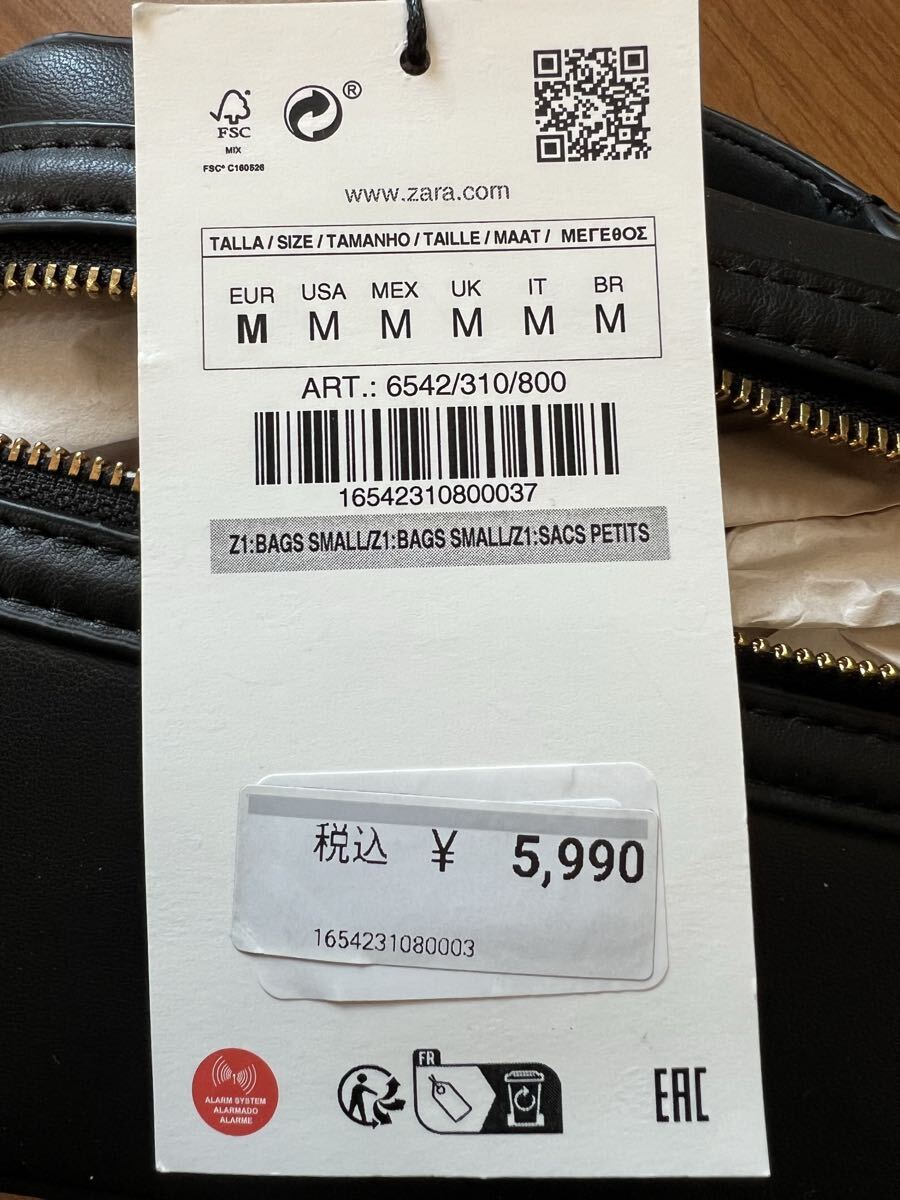 FSC
MIX
FSC® C160526
®
www.zara.com
TALLA / SIZE / TAMANHO / TAILLE / MAAT / ΜΕΓΕΘΟΣ
EUR USA MEX UK IT BR
M M M M M M
ART.: 6542/310/800
16542310800037
Z1:BAGS SMALL/Z1:BAGS SMALL/Z1:SACS PETITS
税込 ¥ 5,990
1654231080003
ALARM SYSTEM
ALARMADO
ALARME
FR
EAC